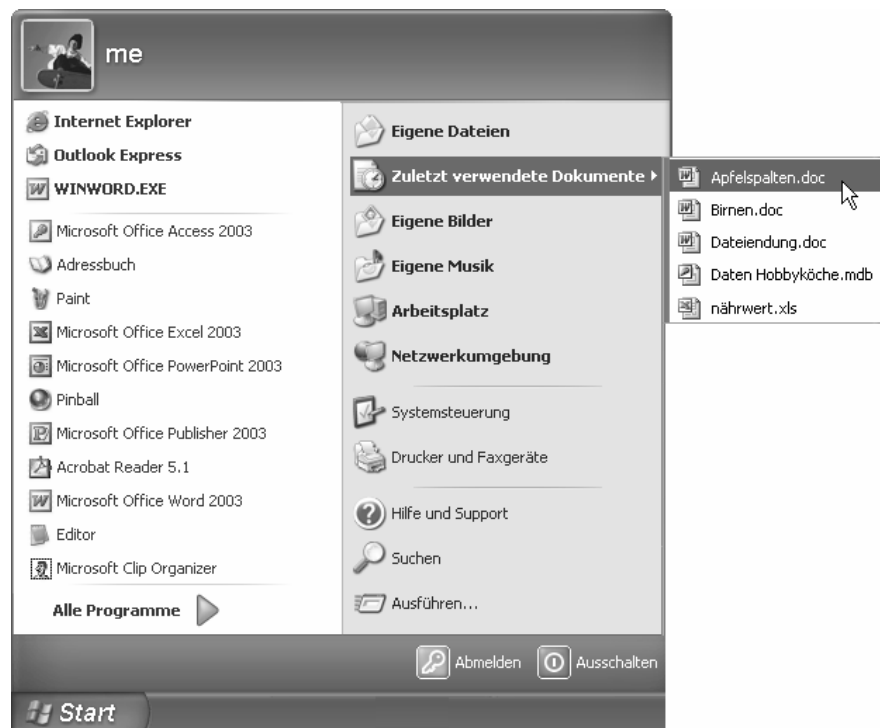 me
Internet Explorer
Outlook Express
WINWORD.EXE
Microsoft Office Access 2003
Adressbuch
Paint
Microsoft Office Excel 2003
Microsoft Office PowerPoint 2003
Pinball
Microsoft Office Publisher 2003
Acrobat Reader 5.1
Microsoft Office Word 2003
Editor
Microsoft Clip Organizer
Alle Programme
Eigene Dateien
Zuletzt verwendete Dokumente
Eigene Bilder
Eigene Musik
Arbeitsplatz
Netzwerkumgebung
Systemsteuerung
Drucker und Faxgeräte
Hilfe und Support
Suchen
Ausführen...
Apfelspalten.doc
Birnen.doc
Dateiendung.doc
Daten Hobbyköche.mdb
nährwert.xls
Abmelden
Ausschalten
Start